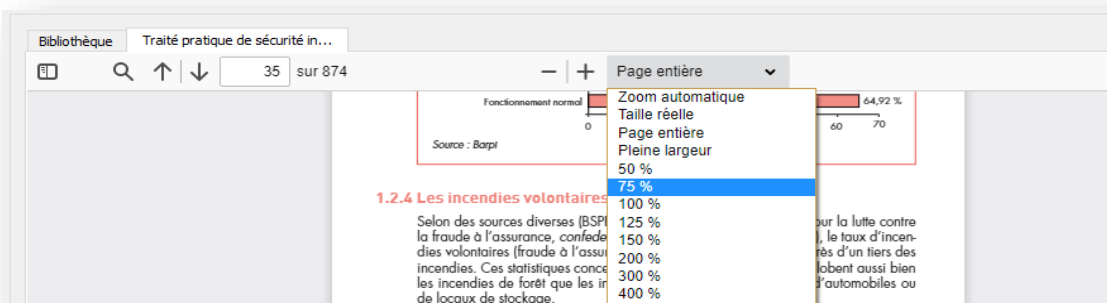 Bibliothèque Traité pratique de sécurité in...
35 sur 874 Page entière
Zoom automatique
Taille réelle
Page entière
Pleine largeur
50 %
75 %
100 %
125 %
150 %
200 %
300 %
400 %
Fonctionnement normal 64,92 %
0 60 70
Source : Barpi
1.2.4 Les incendies volontaires
Selon des sources diverses (BSP our la lutte contre
la fraude à l'assurance, confede ), le taux d'incen-
dies volontaires (fraude à l'assu rès d'un tiers des
incendies. Ces statistiques conce lobent aussi bien
les incendies de forêt que les in d'automobiles ou
de locaux de stockage.